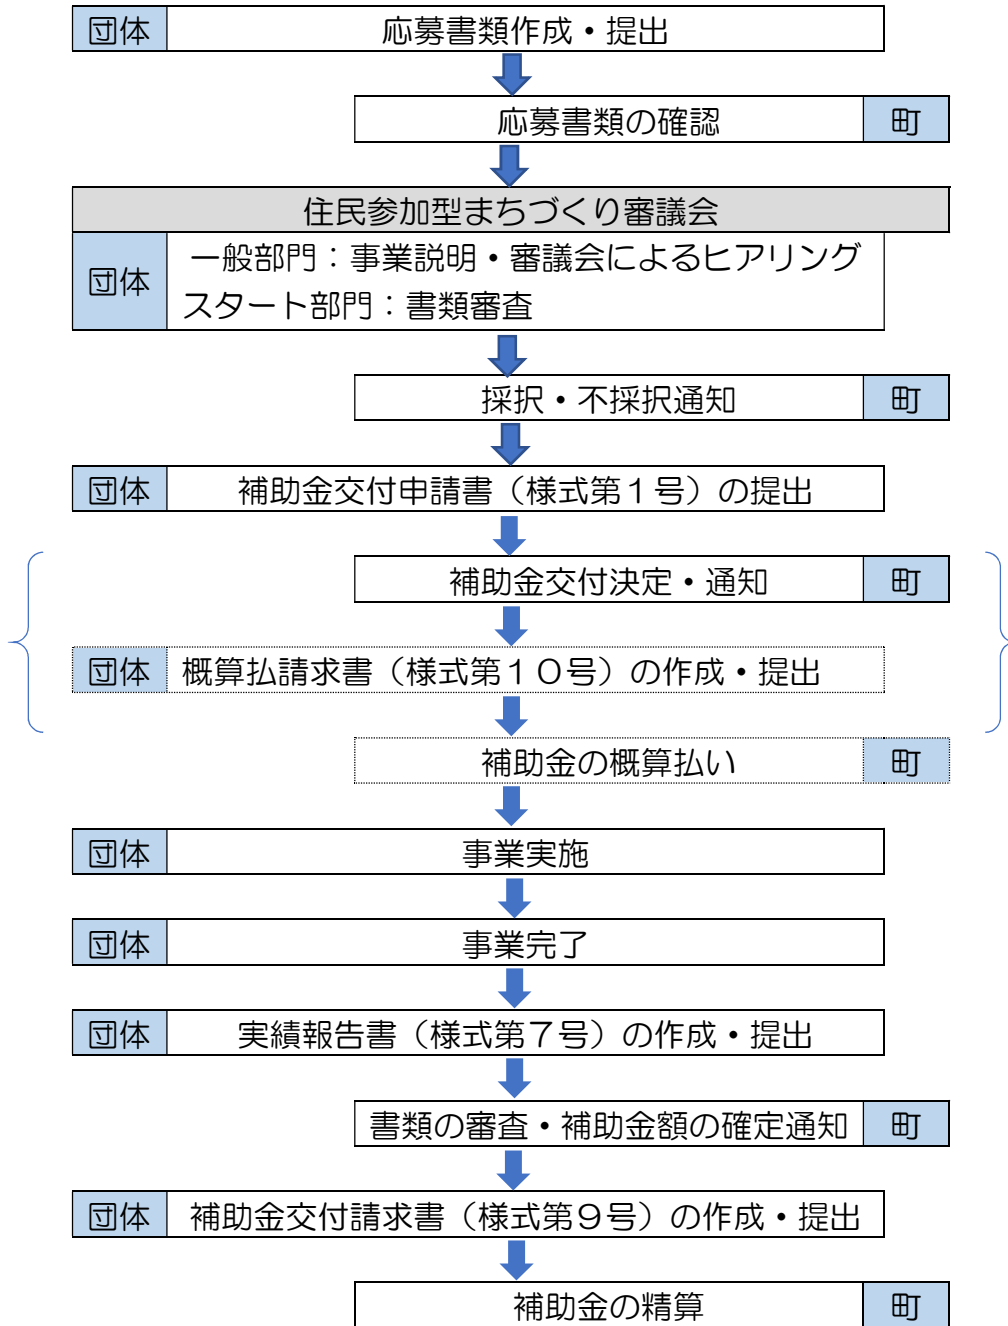 団体 応募書類作成・提出
応募書類の確認 町
住民参加型まちづくり審議会
団体
一般部門：事業説明・審議会によるヒアリング
スタート部門：書類審査
採択・不採択通知 町
団体 補助金交付申請書（様式第１号）の提出
補助金交付決定・通知 町
団体 概算払請求書（様式第１０号）の作成・提出
補助金の概算払い 町
団体 事業実施
団体 事業完了
団体 実績報告書（様式第７号）の作成・提出
書類の審査・補助金額の確定通知 町
団体 補助金交付請求書（様式第９号）の作成・提出
補助金の精算 町